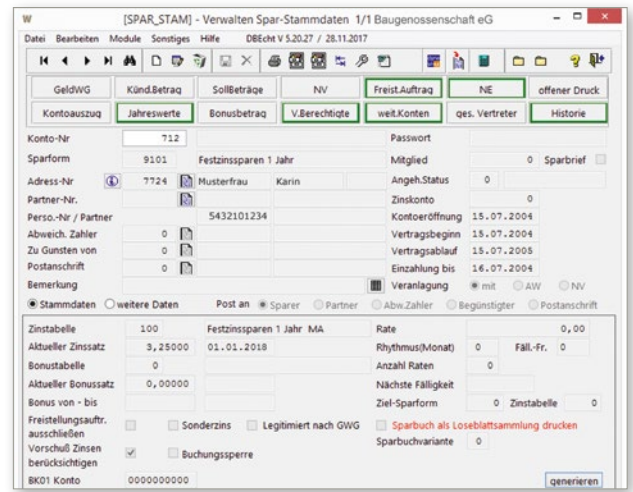 W [SPAR_STAM] - Verwalten Spar-Stammdaten 1/1 Baugenossenschaft eG
Datei Bearbeiten Module Sonstiges Hilfe DBEcht V 5.20.27 / 28.11.2017
GeldWG Künd.Betrag SollBeträge NV Freist.Auftrag NE offener Druck
Kontoauszug Jahreswerte Bonusbetrag V.Berechtigte weit.Konten ges. Vertreter Historie
Konto-Nr 712 Passwort
Sparform 9101 Festzinssparen 1 Jahr Mitglied 0 Sparbrief
Adress-Nr 7724 Musterfrau Karin Angeh.Status 0
Partner-Nr. Zinskonto 0
Perso.-Nr / Partner 5432101234 Kontoeröffnung 15.07.2004
Abweich. Zahler 0 Vertragsbeginn 15.07.2004
Zu Gunsten von 0 Vertragsablauf 15.07.2005
Postanschrift 0 Einzahlung bis 16.07.2004
Bemerkung Veranlagung mit AW NV
Stammdaten weitere Daten Post an Sparer Partner Abw.Zahler Begünstigter Postanschrift
Zinstabelle 100 Festzinssparen 1 Jahr MA Rate 0,00
Aktueller Zinssatz 3,25000 01.01.2018 Rhythmus(Monat) 0 Fäll.-Fr. 0
Bonustabelle 0 Anzahl Raten 0
Aktueller Bonussatz 0,00000 Nächste Fälligkeit
Bonus von - bis Ziel-Sparform 0 Zinstabelle 0
Freistellungsauftr. ausschließen Sonderzins Legitimiert nach GWG Sparbuch als Loseblattsammlung drucken
Vorschuß Zinsen berücksichtigen Buchungssperre Sparbuchvariante 0
BK01 Konto 0000000000 generieren